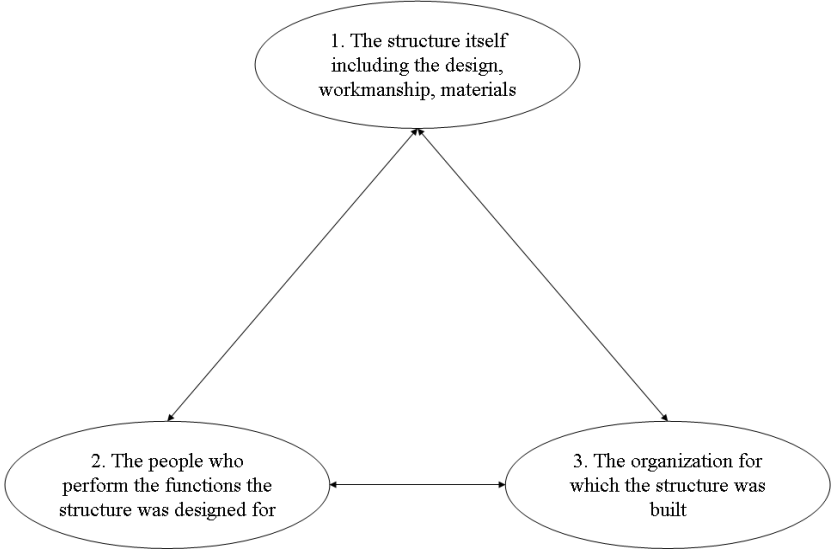 1. The structure itself
including the design,
workmanship, materials
2. The people who
perform the functions the
structure was designed for
3. The organization for
which the structure was
built